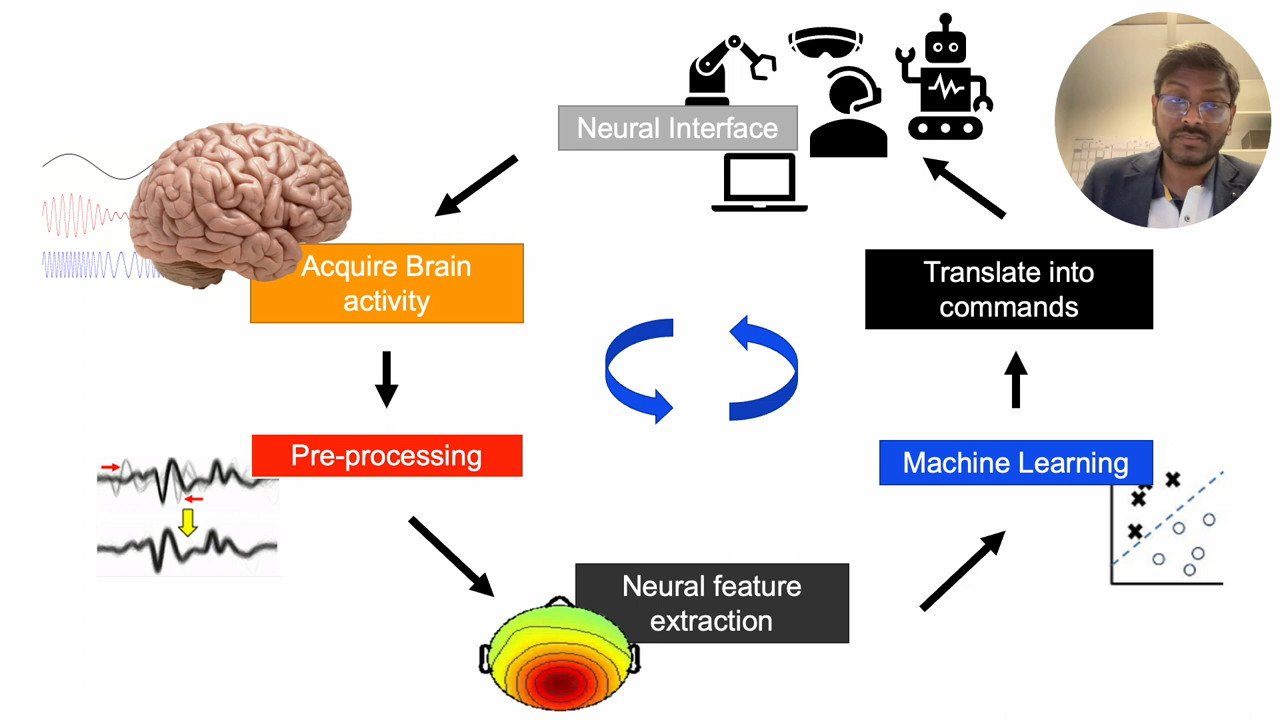 Neural Interface
Acquire Brain
activity
Translate into
commands
Pre-processing
Machine Learning
Neural feature
extraction